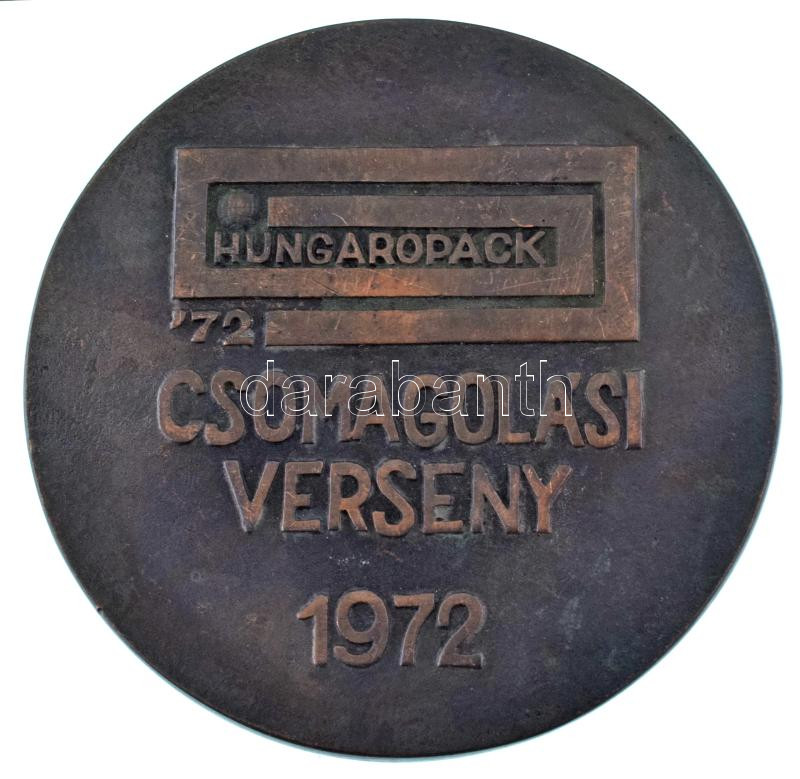 HUNGAROPACK
'72
CSOMAGOLÁSI
darabanth
VERSENY
1972